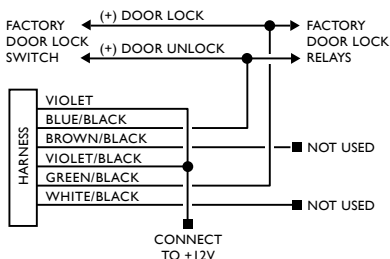 (+) DOOR LOCK
FACTORY
DOOR LOCK
SWITCH
FACTORY
DOOR LOCK
RELAYS
(+) DOOR UNLOCK
HARNESS
VIOLET
BLUE/BLACK
BROWN/BLACK
NOT USED
VIOLET/BLACK
GREEN/BLACK
WHITE/BLACK
NOT USED
CONNECT
TO +12V